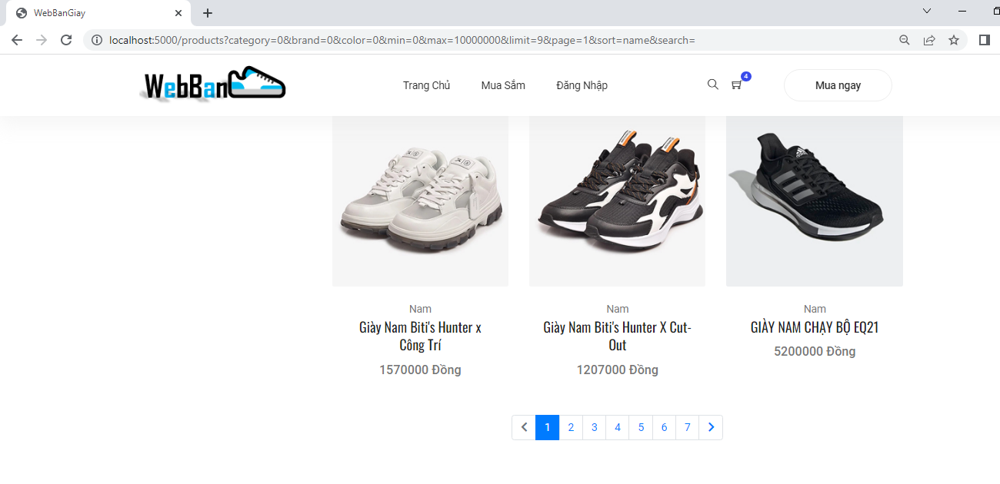 WebBanGiay
localhost:5000/products?category=0&brand=0&color=0&min=0&max=10000000&limit=9&page=1&sort=name&search=
WebBan
Trang Chủ
Mua Sắm
Đăng Nhập
4
Mua ngay
Nam
Giày Nam Biti's Hunter x
Công Trí
1570000 Đồng
Nam
Giày Nam Biti's Hunter X Cut-
Out
1207000 Đồng
adidas
Nam
GIÀY NAM CHẠY BỘ EQ21
5200000 Đồng
1 2 3 4 5 6 7